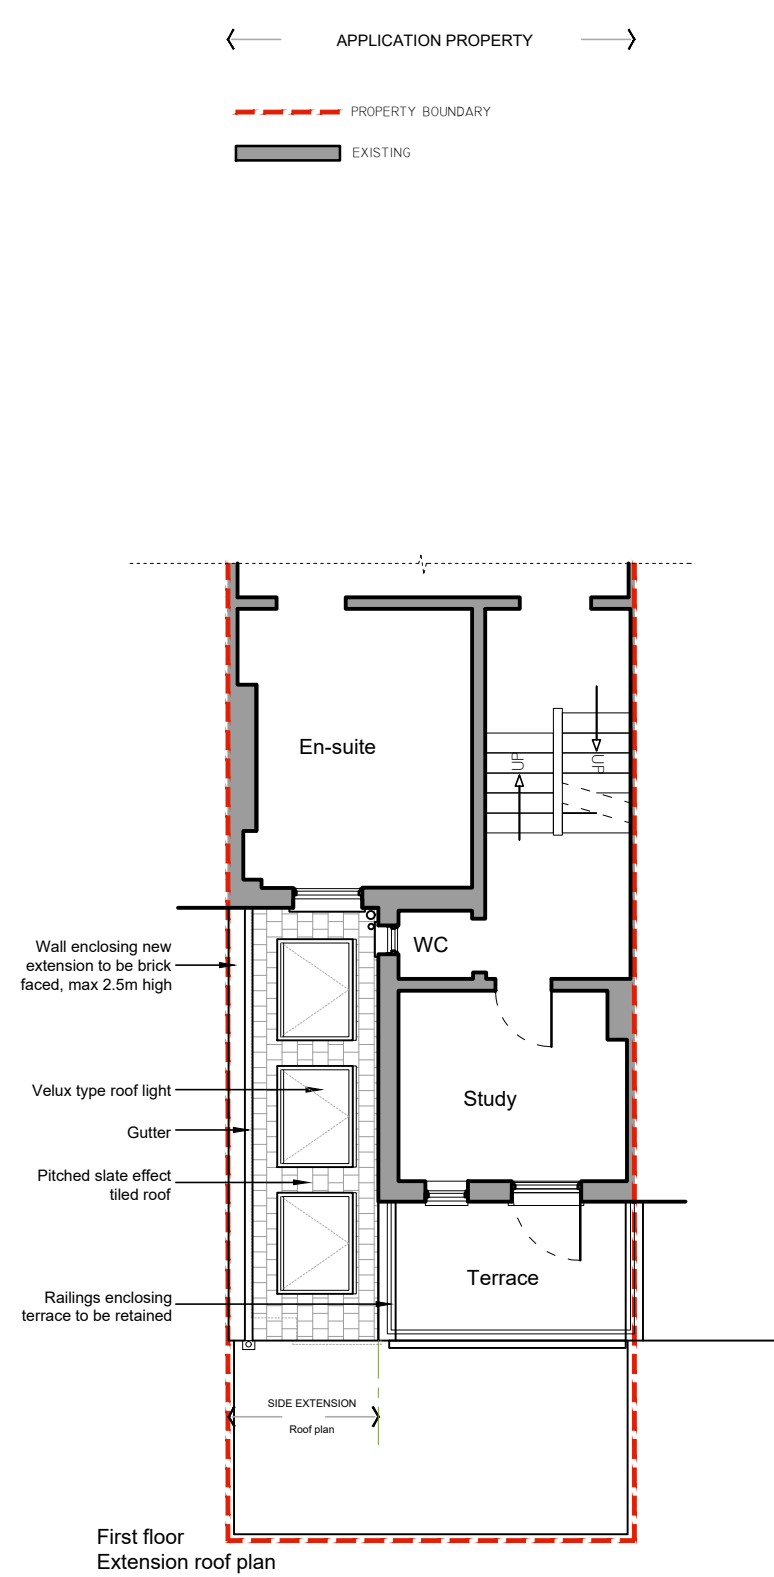 APPLICATION PROPERTY
PROPERTY BOUNDARY
EXISTING
En-suite
UP
UP
Wall enclosing new
extension to be brick
faced, max 2.5m high
WC
Velux type roof light
Study
Gutter
Pitched slate effect
tiled roof
Terrace
Railings enclosing
terrace to be retained
SIDE EXTENSION
Roof plan
First floor
Extension roof plan